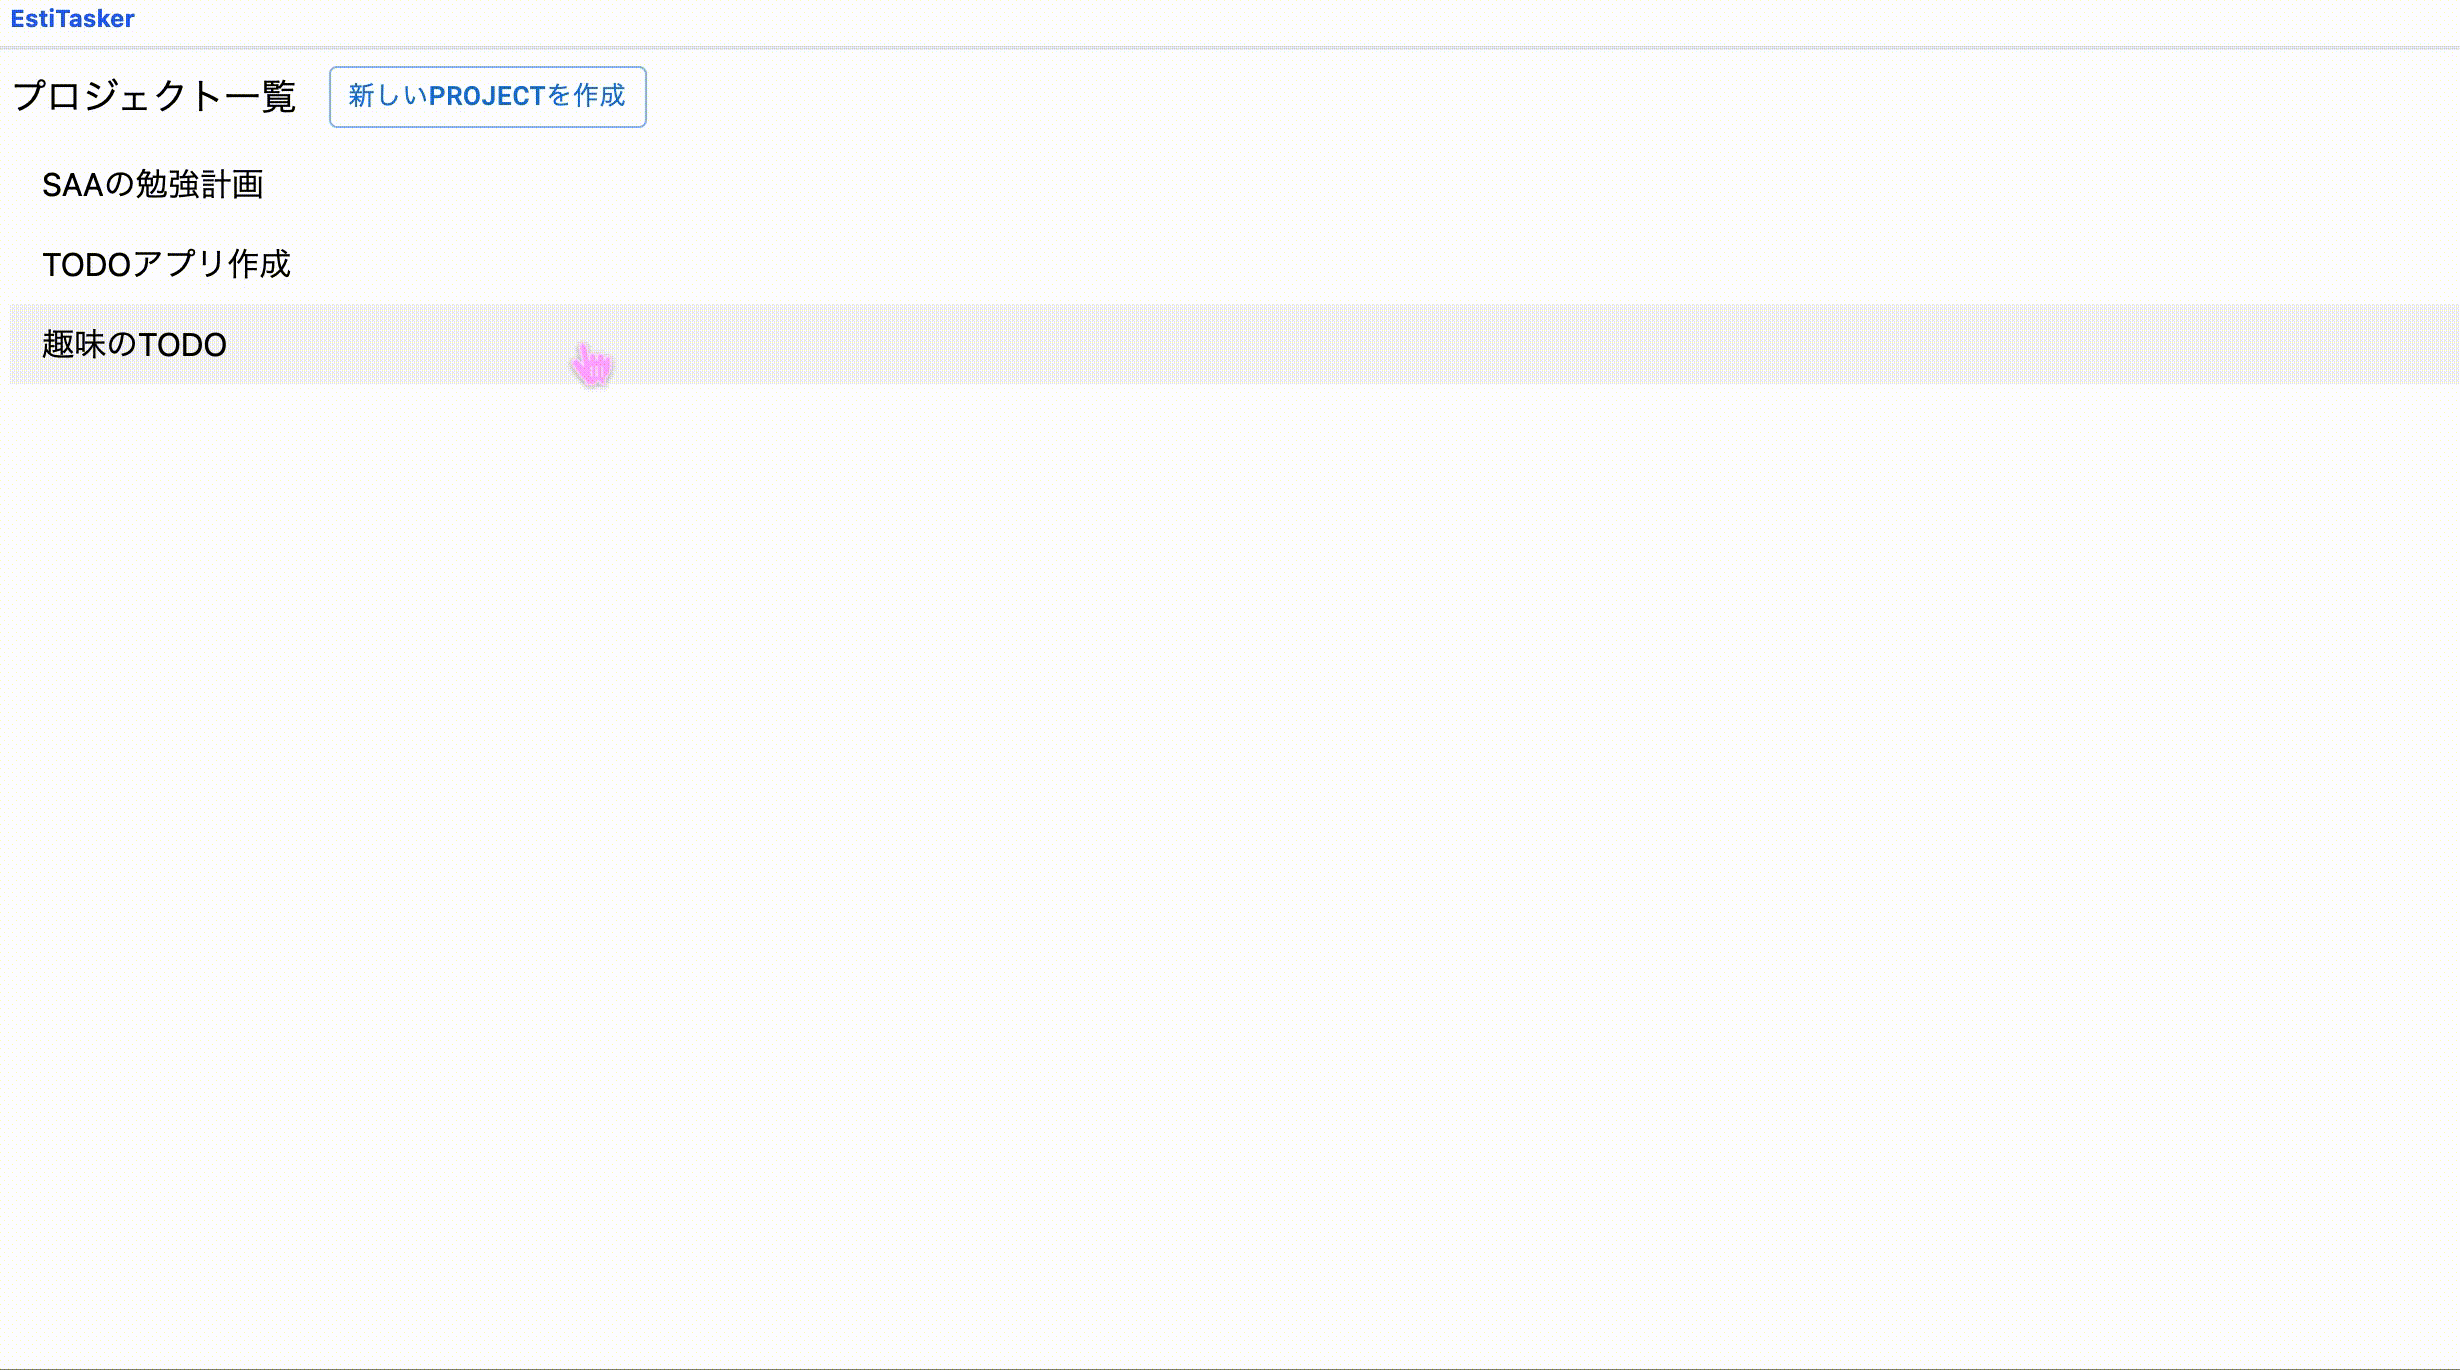 EstiTasker
プロジェクト一覧 新しいPROJECTを作成
SAAの勉強計画
TODOアプリ作成
趣味のTODO